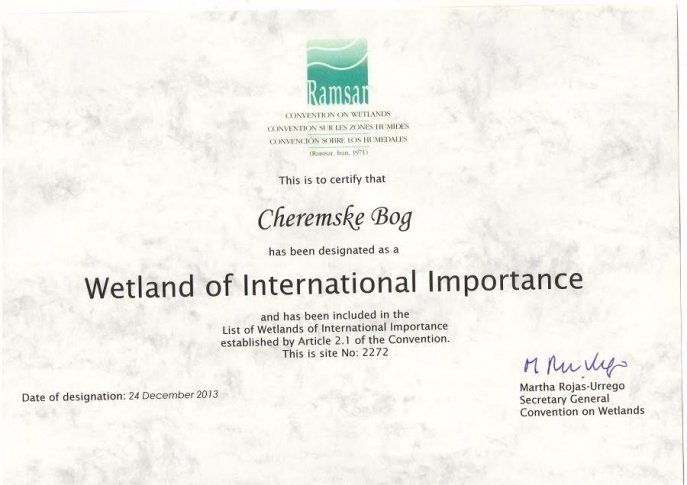 Ramsar
CONVENTION ON WETLANDS
CONVENTION SUR LES ZONES HUMIDES
CONVENCIÓN SOBRE LOS HUMEDALES
(Ramsar, Iran, 1971)
This is to certify that
Cheremske Bog
has been designated as a
Wetland of International Importance
and has been included in the
List of Wetlands of International Importance
established by Article 2.1 of the Convention.
This is site No: 2272
Martha Rojas-Urrego
Secretary General
Convention on Wetlands
Date of designation: 24 December 2013